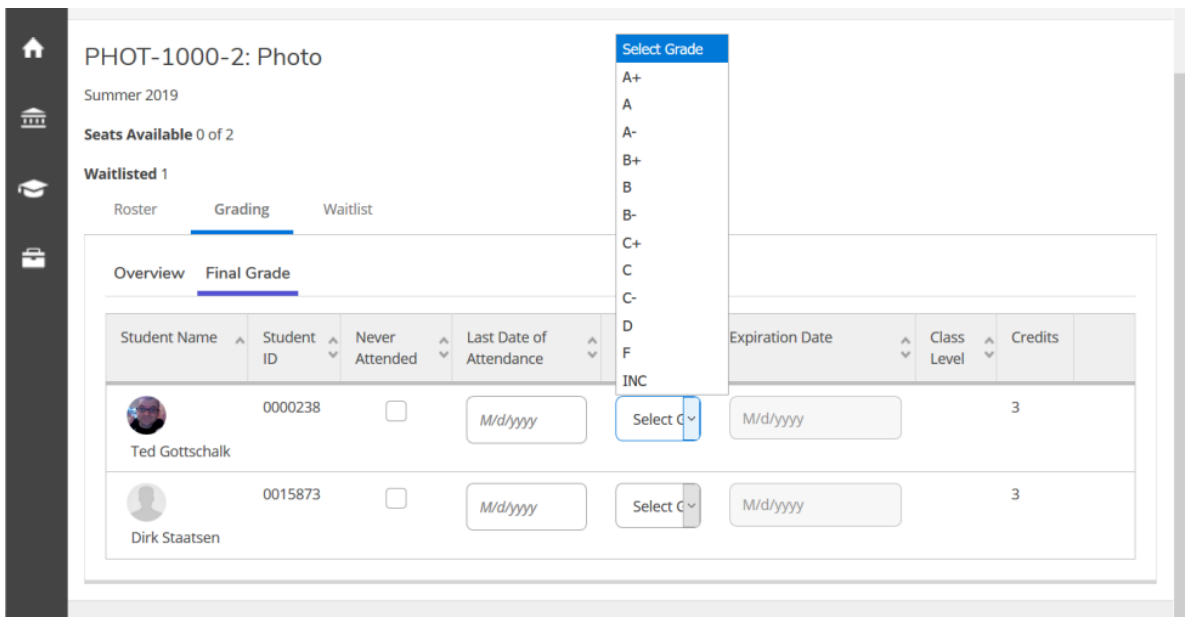 PHOT-1000-2: Photo
Summer 2019
Seats Available 0 of 2
Waitlisted 1
Roster Grading Waitlist
Overview Final Grade
Select Grade
A+
A
A-
B+
B
B-
C+
C
C-
D
F
INC
Student Name Student ID Never Attended Last Date of Attendance Expiration Date Class Level Credits
0000238 M/d/yyyy Select G M/d/yyyy 3
Ted Gottschalk
0015873 M/d/yyyy Select G M/d/yyyy 3
Dirk Staatsen